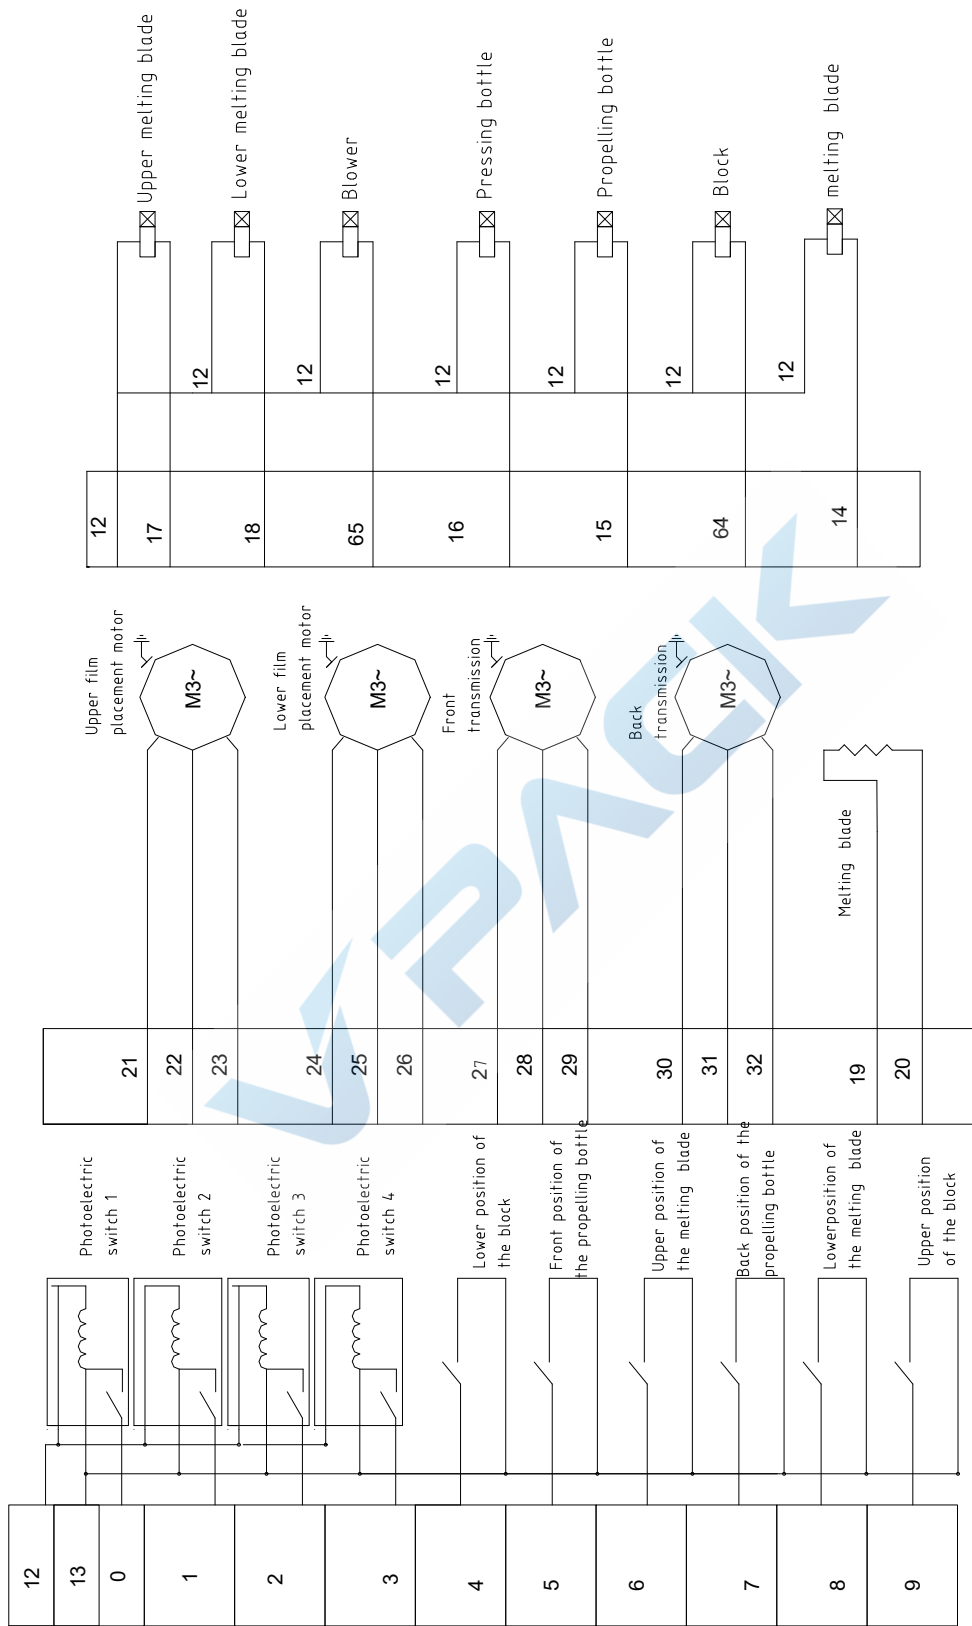 Upper melting blade
Lower melting blade
Blower
Pressing bottle
Propelling bottle
Block
melting blade
12
12
12
12
12
12
12
17
18
65
16
15
64
14
Upper film
placement motor
Lower film
placement motor
Front
transmission
Back
transmission
M3~
M3~
M3~
M3~
Melting blade
21
22
23
24
25
26
27
28
29
30
31
32
19
20
Photoelectric
switch 1
Photoelectric
switch 2
Photoelectric
switch 3
Photoelectric
switch 4
Lower position of
the block
Front position of
the propelling bottle
Upper position of
the melting blade
Back position of the
propelling bottle
Lowerposition of
the melting blade
Upper position
of the block
12
13
0
1
2
3
4
5
6
7
8
9
VPACK